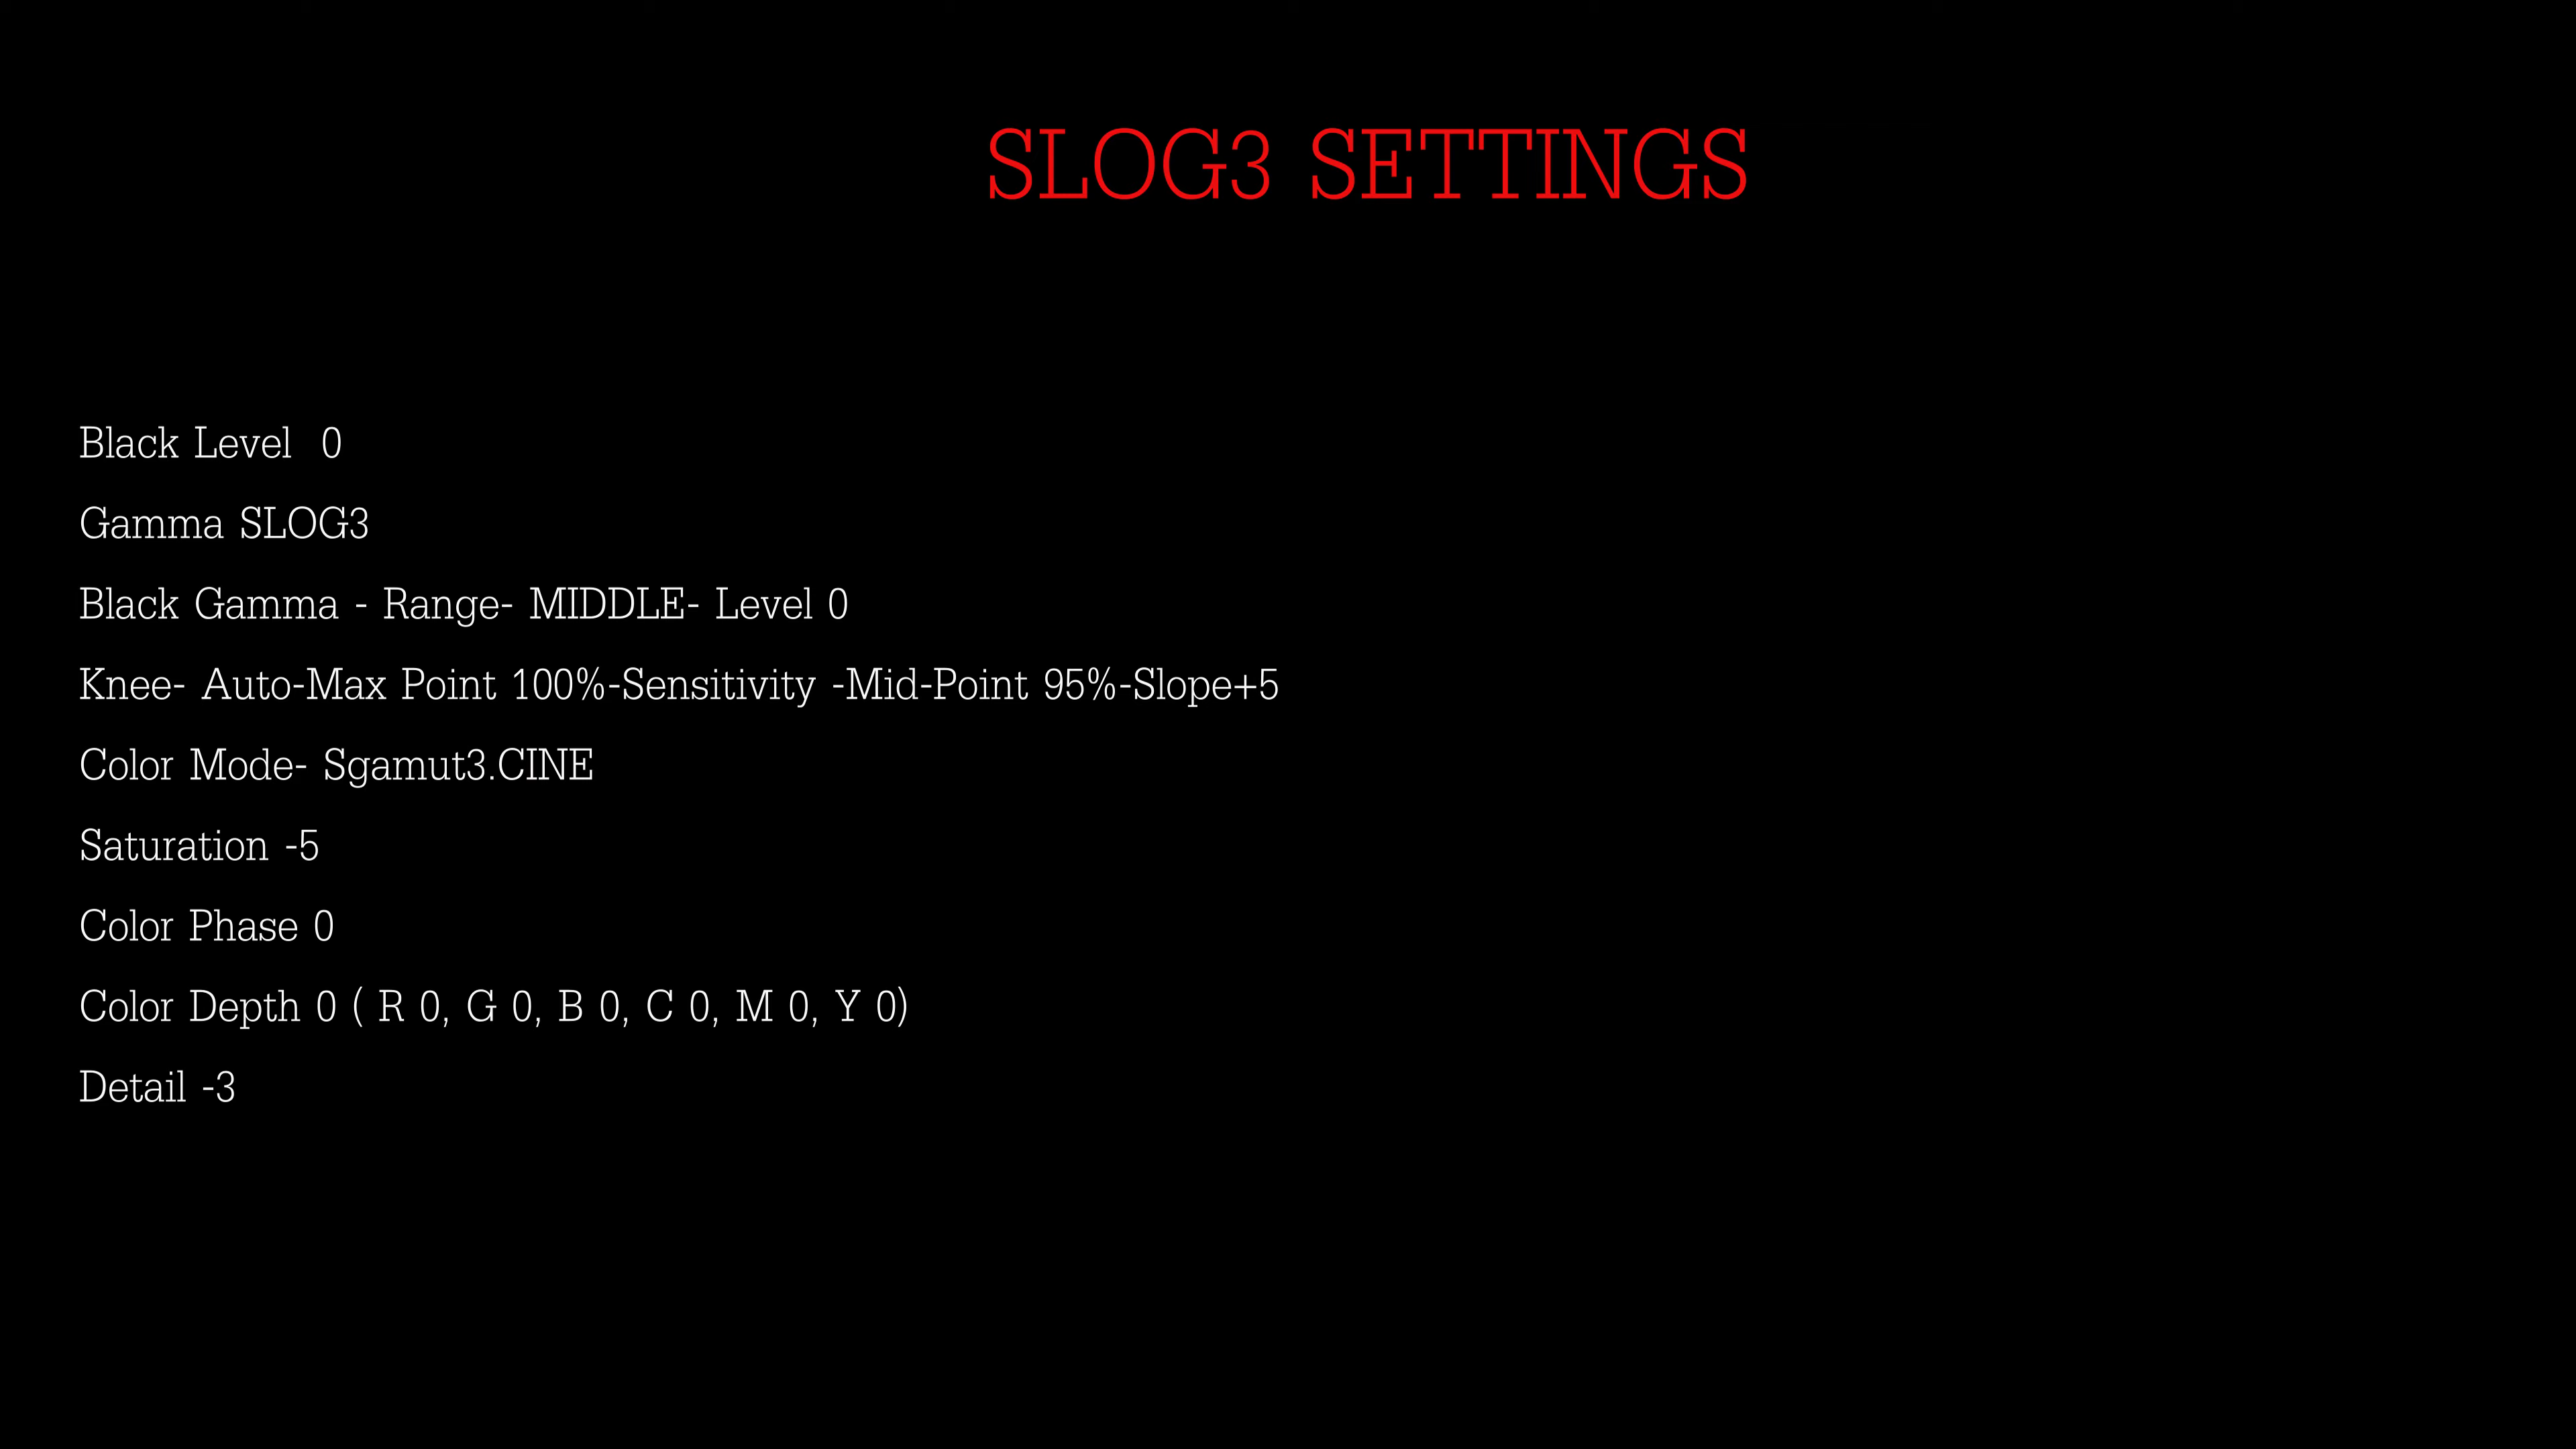 SLOG3 SETTINGS
Black Level  0
Gamma SLOG3
Black Gamma - Range- MIDDLE- Level 0
Knee- Auto-Max Point 100%-Sensitivity -Mid-Point 95%-Slope+5
Color Mode- Sgamut3.CINE
Saturation -5
Color Phase 0
Color Depth 0 ( R 0, G 0, B 0, C 0, M 0, Y 0)
Detail -3